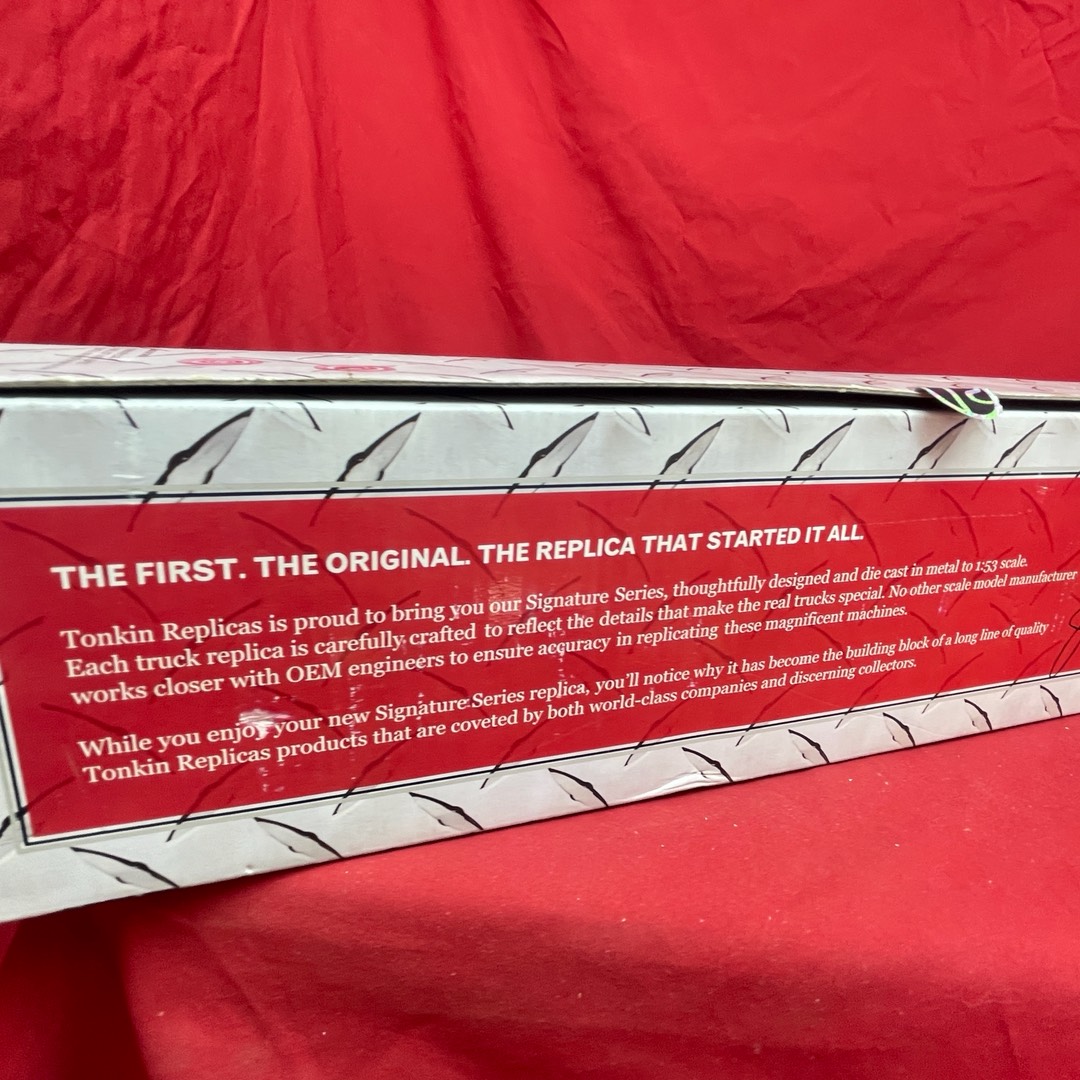 THE FIRST. THE ORIGINAL. THE REPLICA THAT STARTED IT ALL.
Tonkin Replicas is proud to bring you our Signature Series, thoughtfully designed and die cast in metal to 1:53 scale.
Each truck replica is carefully crafted to reflect the details that make the real trucks special. No other scale model manufacturer
works closer with OEM engineers to ensure accuracy in replicating these magnificent machines.
While you enjoy your new Signature Series replica, you'll notice why it has become the building block of a long line of quality
Tonkin Replicas products that are coveted by both world-class companies and discerning collectors.